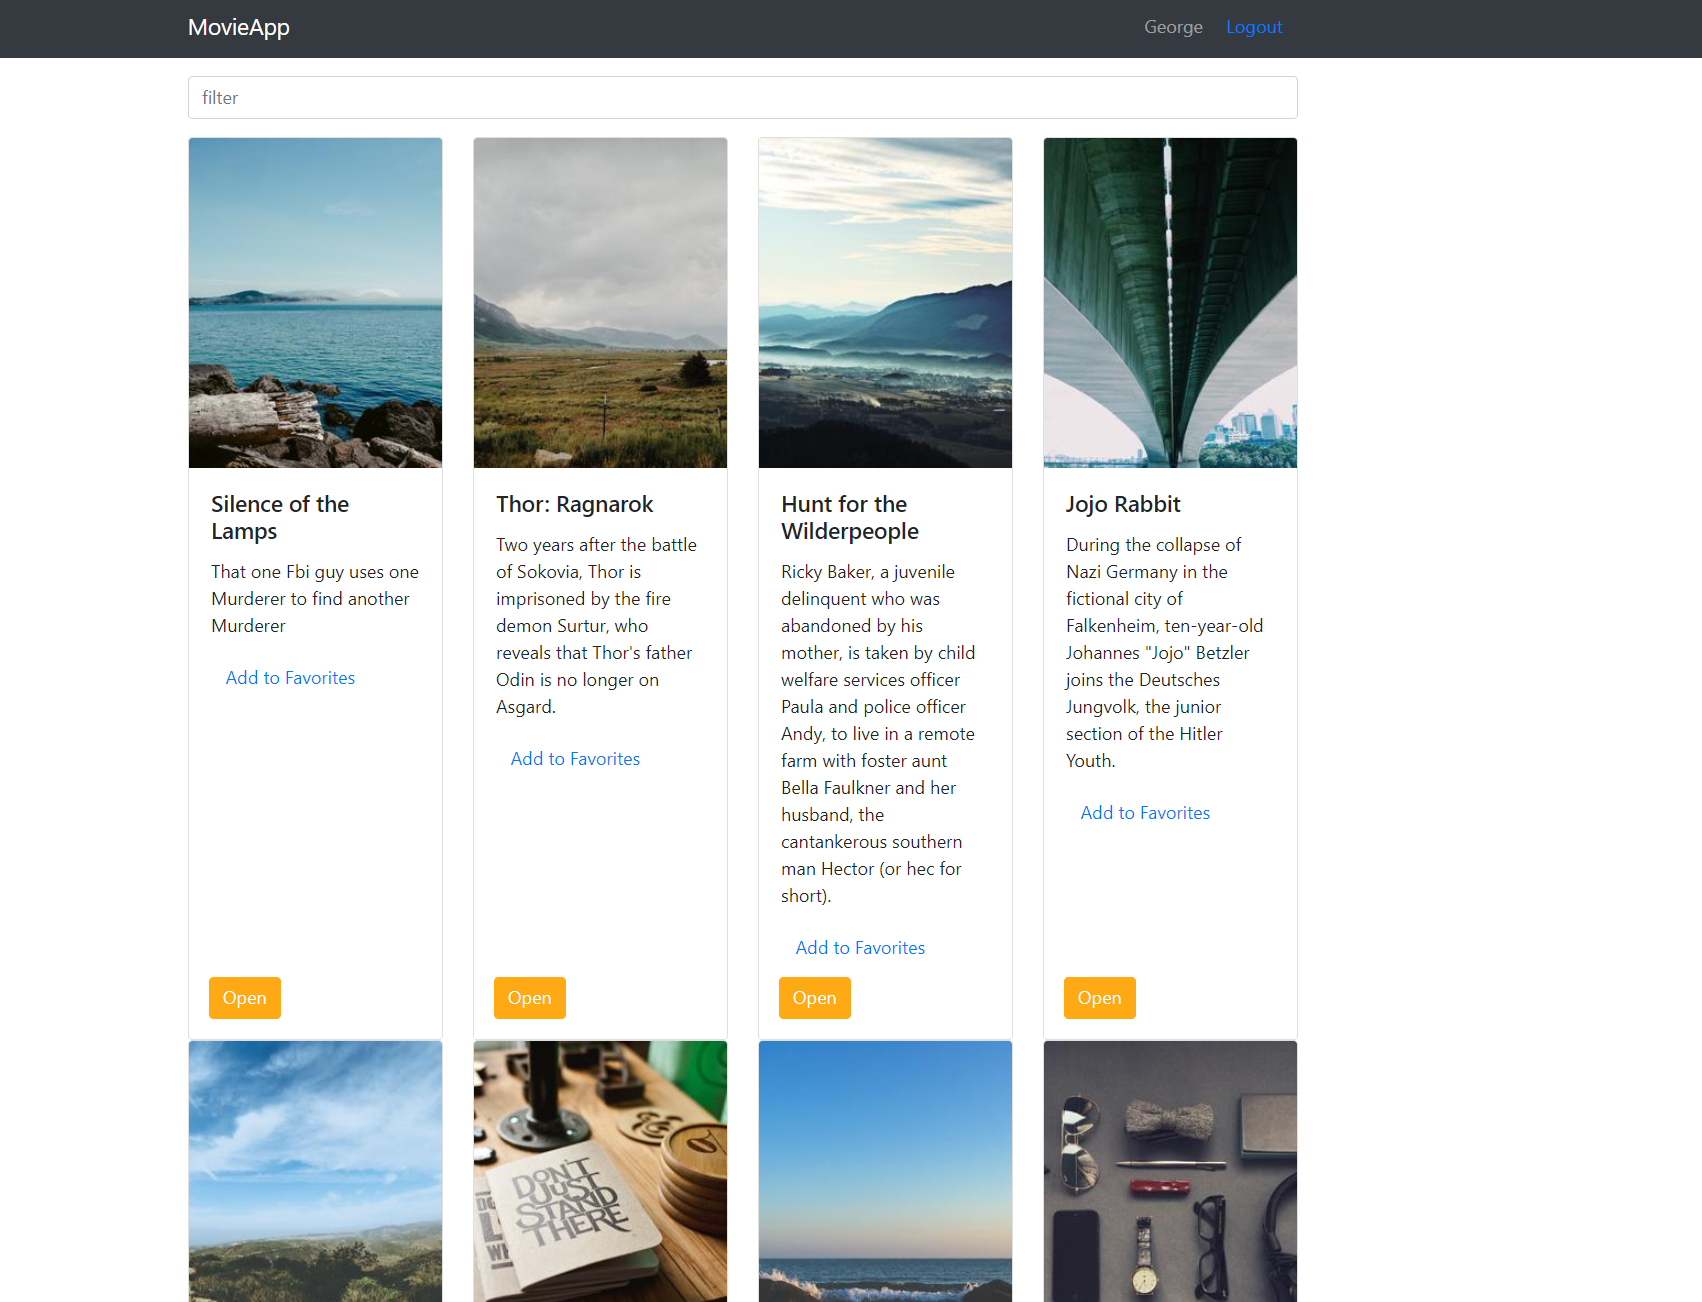 MovieApp
George Logout
filter
Silence of the
Lamps
That one Fbi guy uses one
Murderer to find another
Murderer
Add to Favorites
Open
Thor: Ragnarok
Two years after the battle
of Sokovia, Thor is
imprisoned by the fire
demon Surtur, who
reveals that Thor's father
Odin is no longer on
Asgard.
Add to Favorites
Open
Hunt for the
Wilderpeople
Ricky Baker, a juvenile
delinquent who was
abandoned by his
mother, is taken by child
welfare services officer
Paula and police officer
Andy, to live in a remote
farm with foster aunt
Bella Faulkner and her
husband, the
cantankerous southern
man Hector (or hec for
short).
Add to Favorites
Open
Jojo Rabbit
During the collapse of
Nazi Germany in the
fictional city of
Falkenheim, ten-year-old
Johannes "Jojo" Betzler
joins the Deutsches
Jungvolk, the junior
section of the Hitler
Youth.
Add to Favorites
Open
DON'T
JUST
STAND
THERE